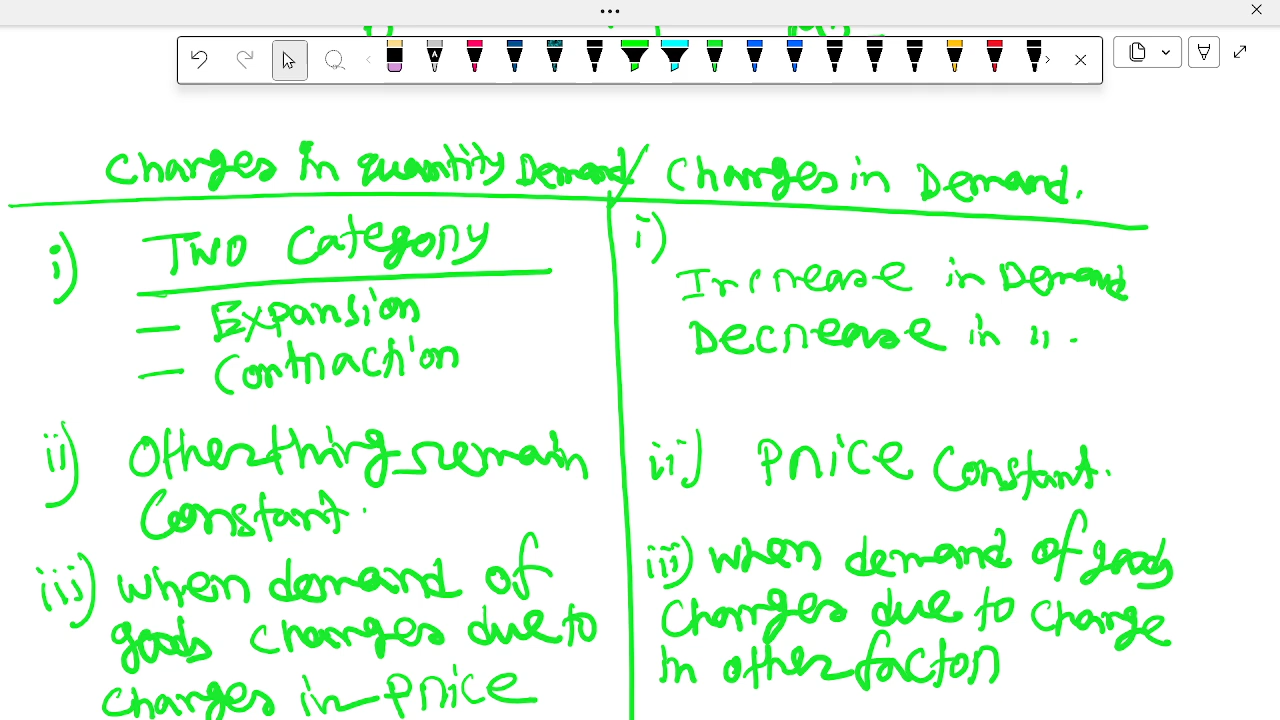 Changes in quantity Demand / Changes in Demand.
i) Two Category
- Expansion
- Contraction
ii) Other thing remain
Constant.
iii) when demand of
goods changes due to
changes in price
i)
Increase in Demand
Decrease in ".
ii) Price Constant.
iii) when demand of goods
Changes due to change
in other factor